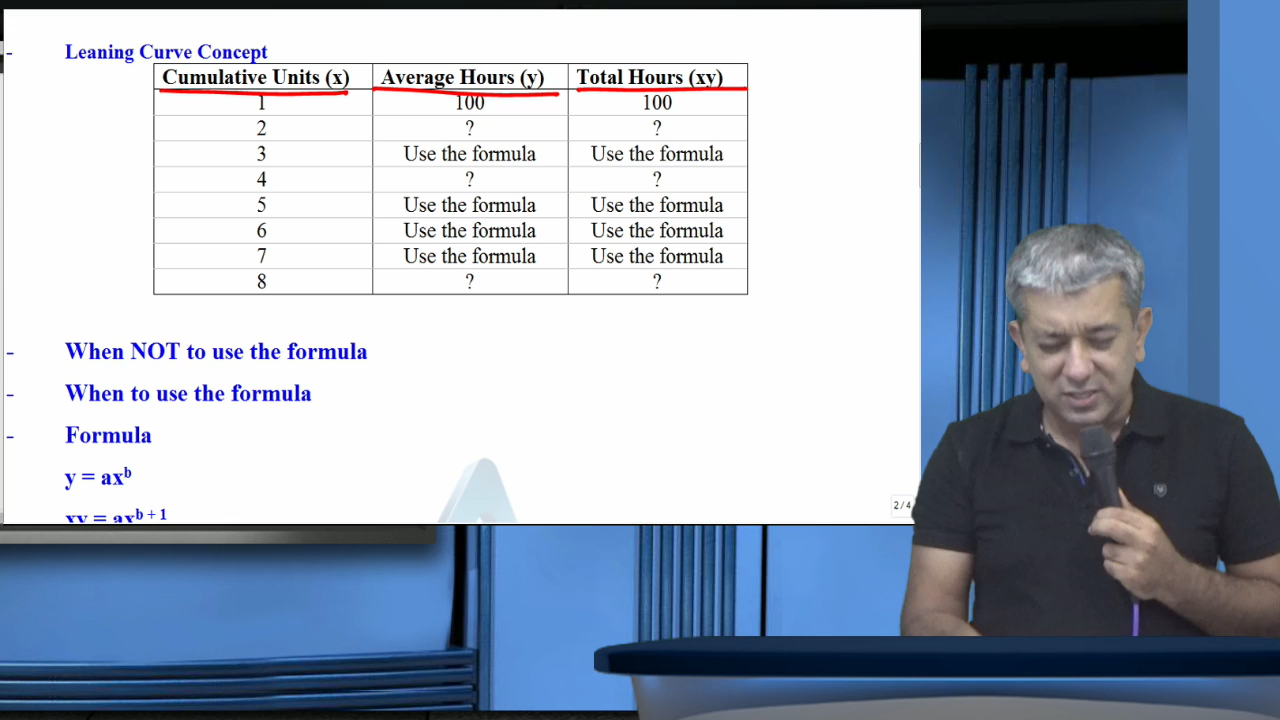 - Leaning Curve Concept
Cumulative Units (x) Average Hours (y) Total Hours (xy)
1 100 100
2 ? ?
3 Use the formula Use the formula
4 ? ?
5 Use the formula Use the formula
6 Use the formula Use the formula
7 Use the formula Use the formula
8 ? ?
- When NOT to use the formula
- When to use the formula
- Formula
y = ax^b
xy = ax^b + 1
2/4